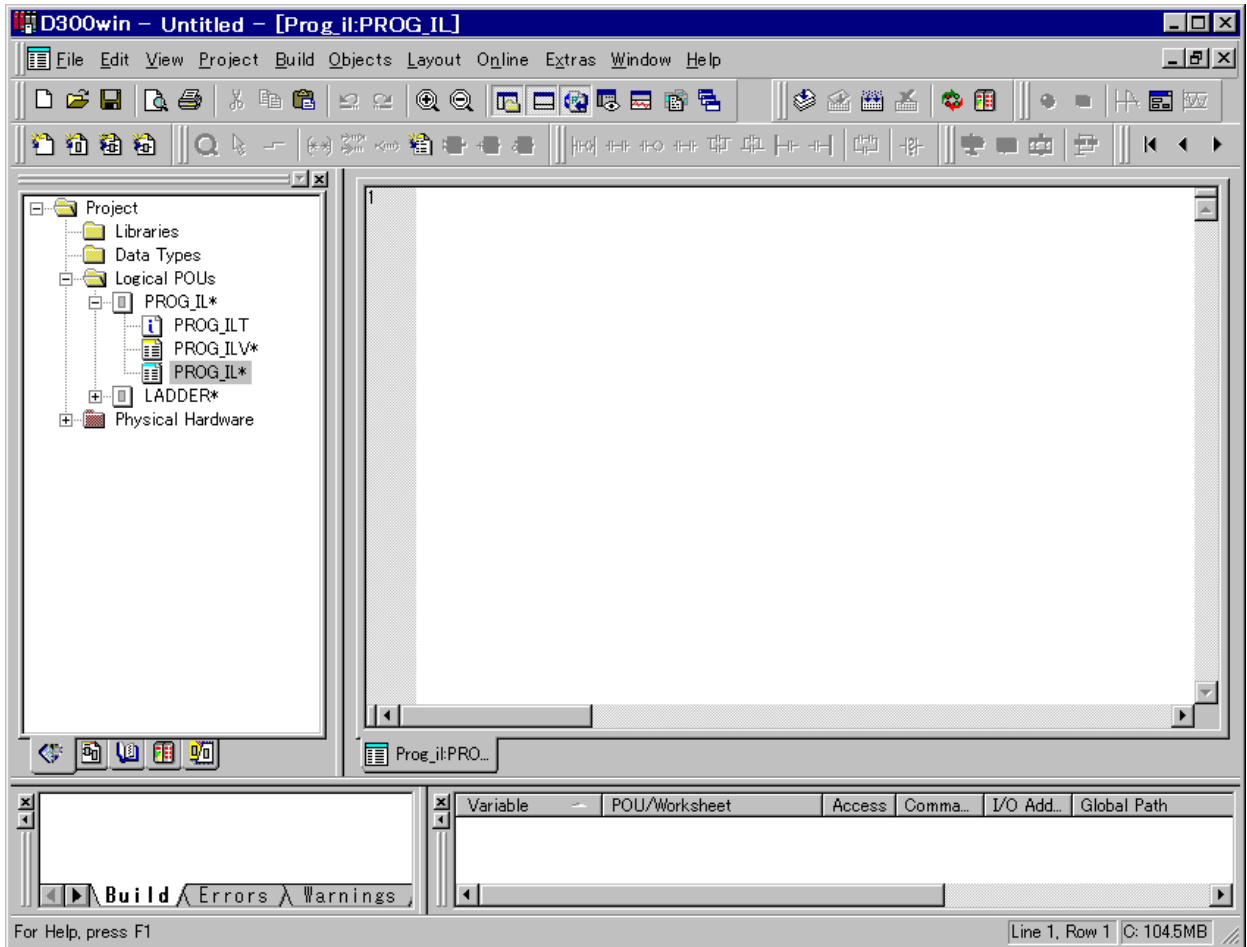 D300win - Untitled - [Prog_il:PROG_IL]
File Edit View Project Build Objects Layout Online Extras Window Help
Project
Libraries
Data Types
Logical POUs
PROG_IL*
PROG_ILT
PROG_ILV*
PROG_IL*
LADDER*
Physical Hardware
1
Prog_il:PRO...
Variable POU/Worksheet Access Comma... I/O Add... Global Path
Build Errors Warnings
For Help, press F1
Line 1, Row 1 C: 104.5MB